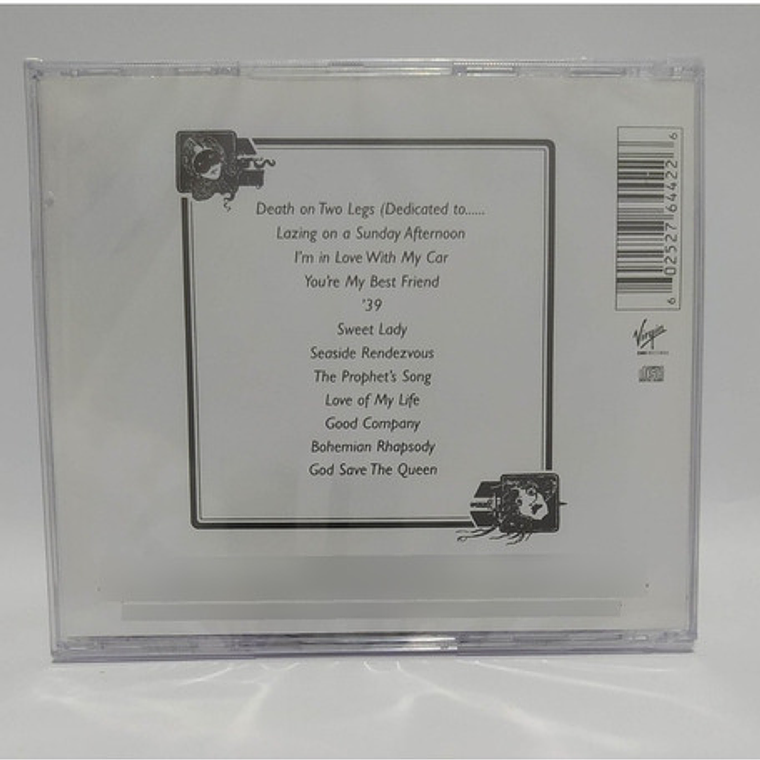 Death on Two Legs (Dedicated to......
Lazing on a Sunday Afternoon
I'm in Love With My Car
You're My Best Friend
'39
Sweet Lady
Seaside Rendezvous
The Prophet's Song
Love of My Life
Good Company
Bohemian Rhapsody
God Save The Queen
6 02527 64422 6
Virgin